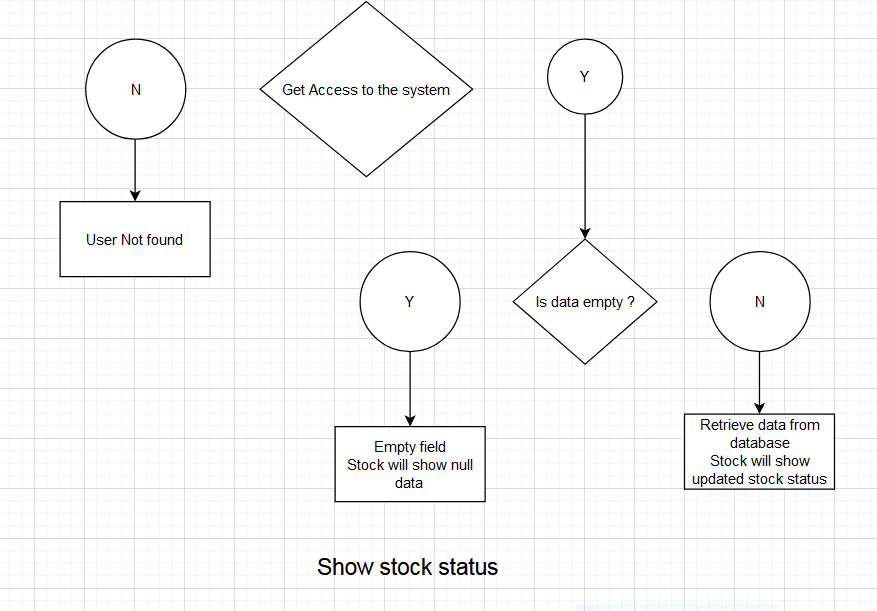 N
Get Access to the system
Y
User Not found
Y
Is data empty ?
N
Empty field
Stock will show null
data
Retrieve data from
database
Stock will show
updated stock status
Show stock status